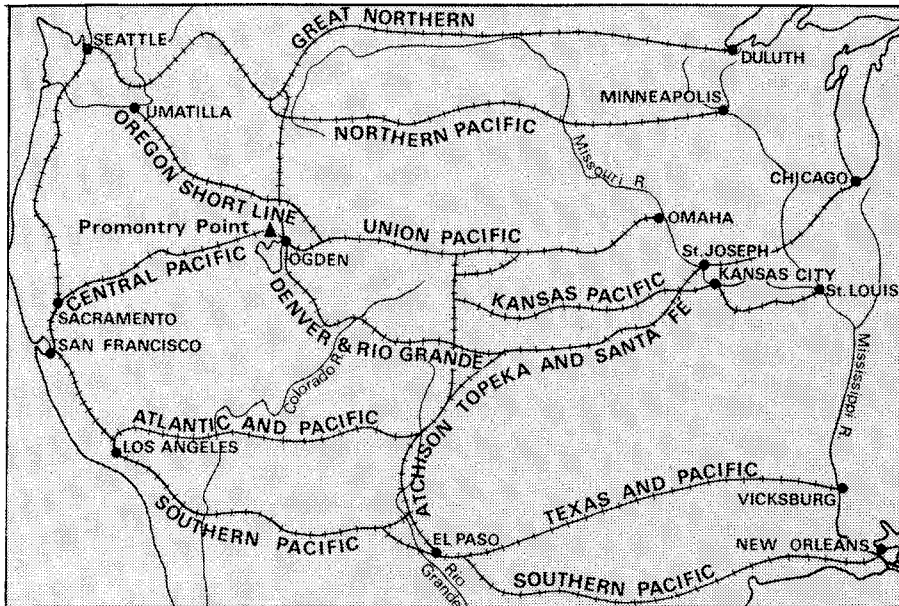 GREAT NORTHERN
SEATTLE
DULUTH
MINNEAPOLIS
UMATILLA
NORTHERN PACIFIC
OREGON SHORT LINE
Missouri R.
CHICAGO
Promontry Point
OMAHA
UNION PACIFIC
OGDEN
CENTRAL PACIFIC
St. JOSEPH
KANSAS CITY
KANSAS PACIFIC
St. LOUIS
SACRAMENTO
DENVER & RIO GRANDE
SAN FRANCISCO
Colorado R.
ATCHISON TOPEKA AND SANTA FE'
Mississippi R.
ATLANTIC AND PACIFIC
LOS ANGELES
TEXAS AND PACIFIC
VICKSBURG
SOUTHERN PACIFIC
EL PASO
NEW ORLEANS
Rio Grande
SOUTHERN PACIFIC